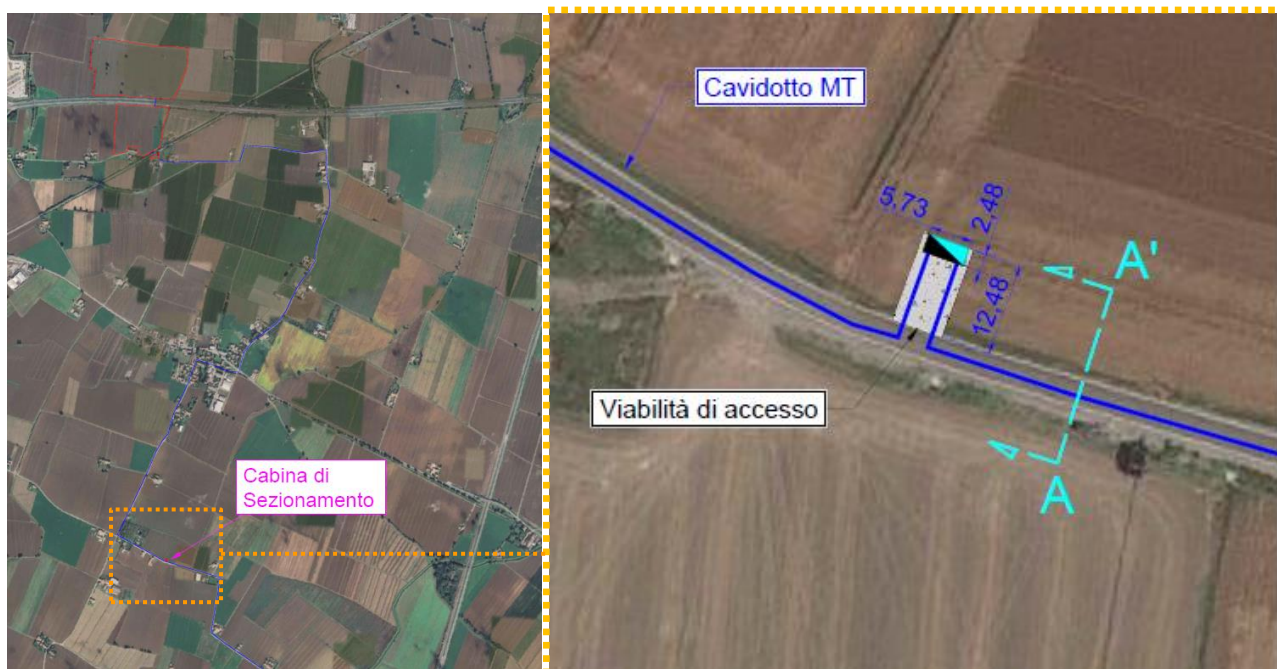 Cabina di
Sezionamento
Cavidotto MT
5,73
2,48
12,48
A'
A
Viabilità di accesso